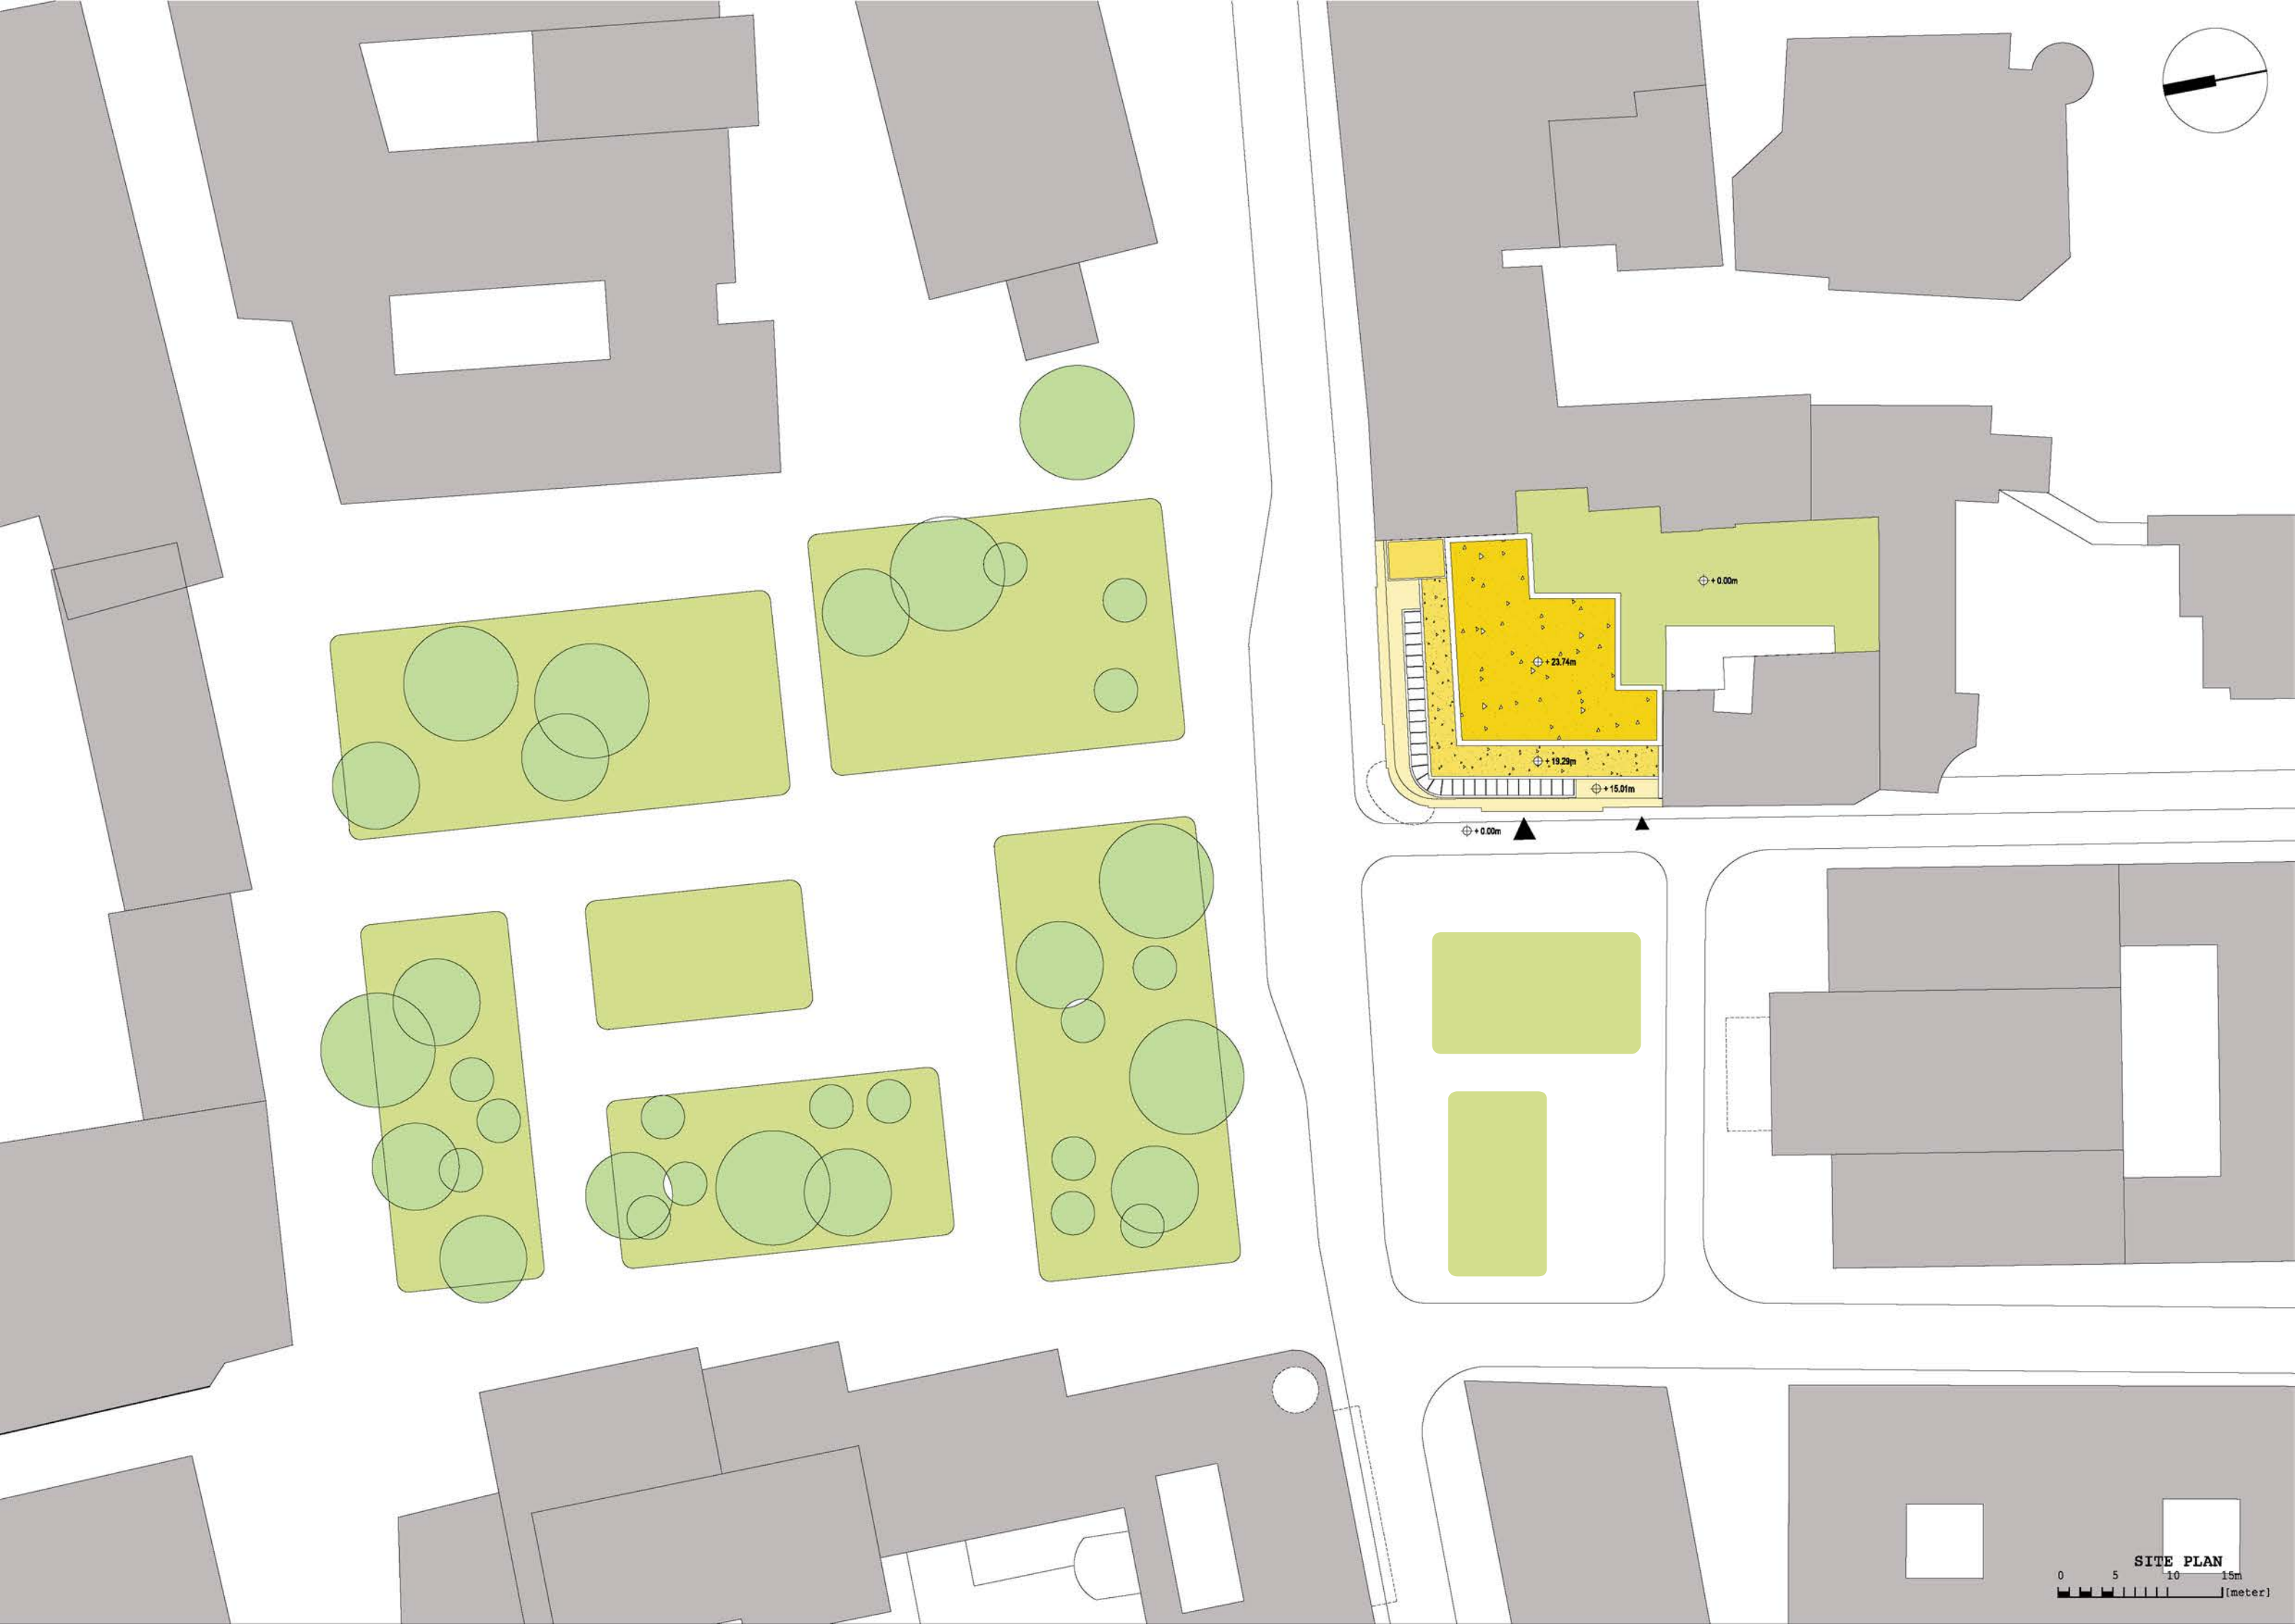 + 0.00m
+ 23.74m
+ 19.29m
+ 15.01m
+ 0.00m
SITE PLAN
0 5 10 15m
[meter]